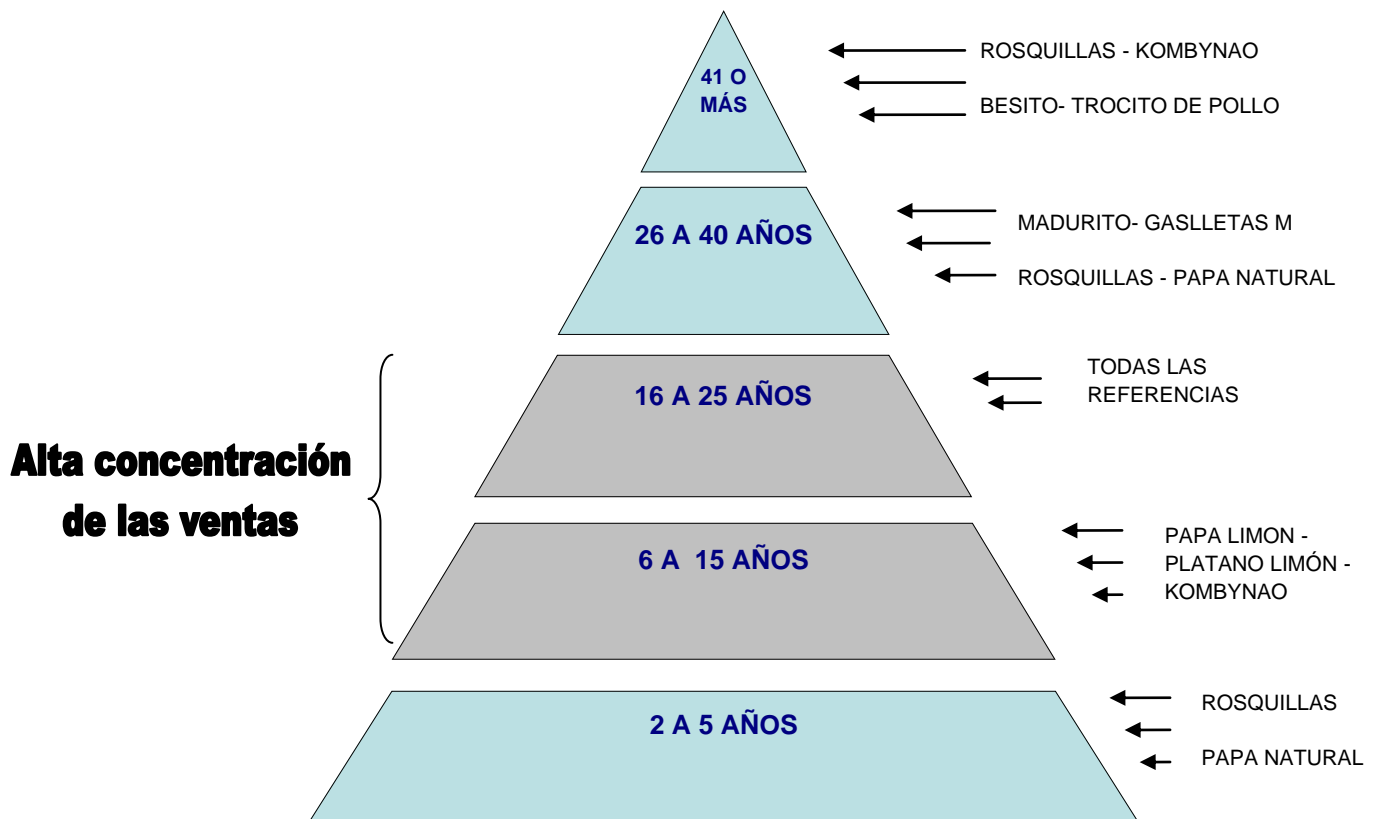 41 O
MÁS
ROSQUILLAS - KOMBYNAO
BESITO- TROCITO DE POLLO
26 A 40 AÑOS
MADURITO- GASLLETAS M
ROSQUILLAS - PAPA NATURAL
16 A 25 AÑOS
TODAS LAS
REFERENCIAS
Alta concentración
de las ventas
6 A  15 AÑOS
PAPA LIMON -
PLATANO LIMÓN -
KOMBYNAO
2 A 5 AÑOS
ROSQUILLAS
PAPA NATURAL